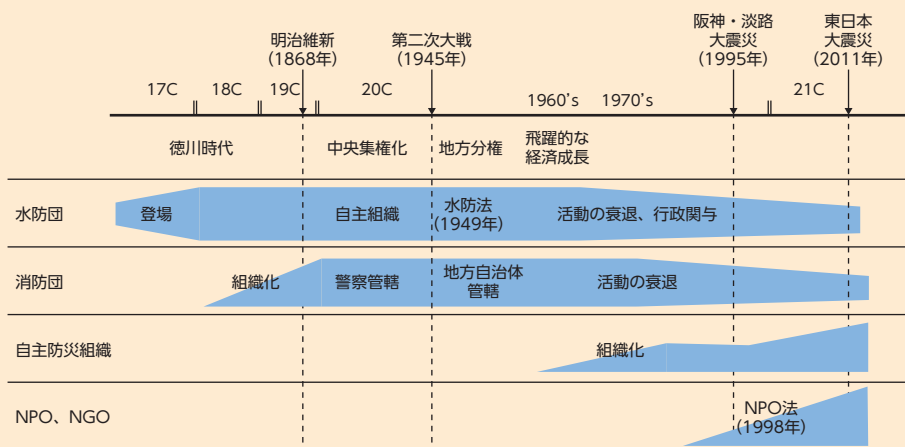 明治維新
(1868年)
第二次大戦
(1945年)
阪神・淡路
大震災
(1995年)
東日本
大震災
(2011年)
17C
18C
19C
20C
1960's
1970's
21C
徳川時代
中央集権化
地方分権
飛躍的な
経済成長
水防団
登場
自主組織
水防法
(1949年)
活動の衰退、行政関与
消防団
組織化
警察管轄
地方自治体
管轄
活動の衰退
自主防災組織
組織化
NPO、NGO
NPO法
(1998年)